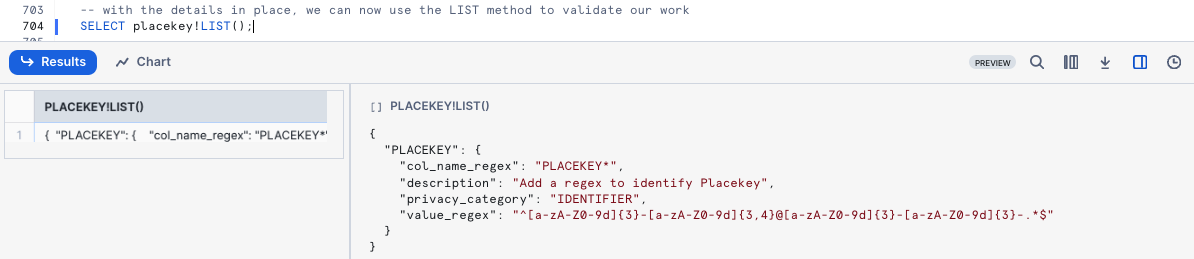 703 -- with the details in place, we can now use the LIST method to validate our work
704 SELECT placekey!LIST();
705
Results Chart PREVIEW
PLACEKEY!LIST()
1 { "PLACEKEY": { "col_name_regex": "PLACEKEY*"
[ ] PLACEKEY!LIST()
{
"PLACEKEY": {
"col_name_regex": "PLACEKEY*",
"description": "Add a regex to identify Placekey",
"privacy_category": "IDENTIFIER",
"value_regex": "^[a-zA-Z0-9d]{3}-[a-zA-Z0-9d]{3,4}@[a-zA-Z0-9d]{3}-[a-zA-Z0-9d]{3}-.*$"
}
}